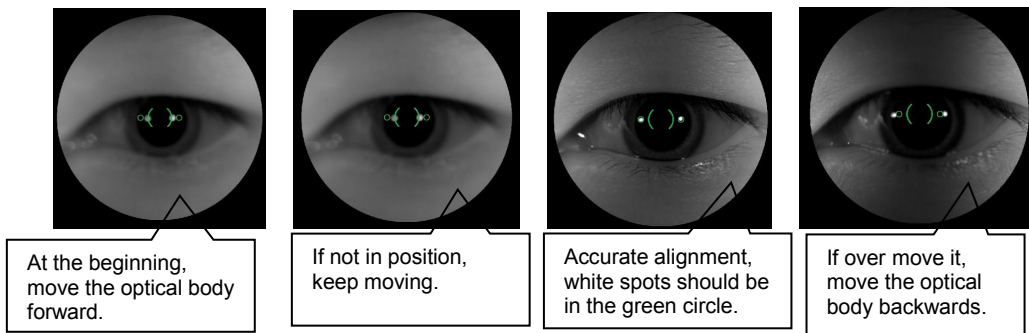 At the beginning,
move the optical body
forward.
If not in position,
keep moving.
Accurate alignment,
white spots should be
in the green circle.
If over move it,
move the optical
body backwards.